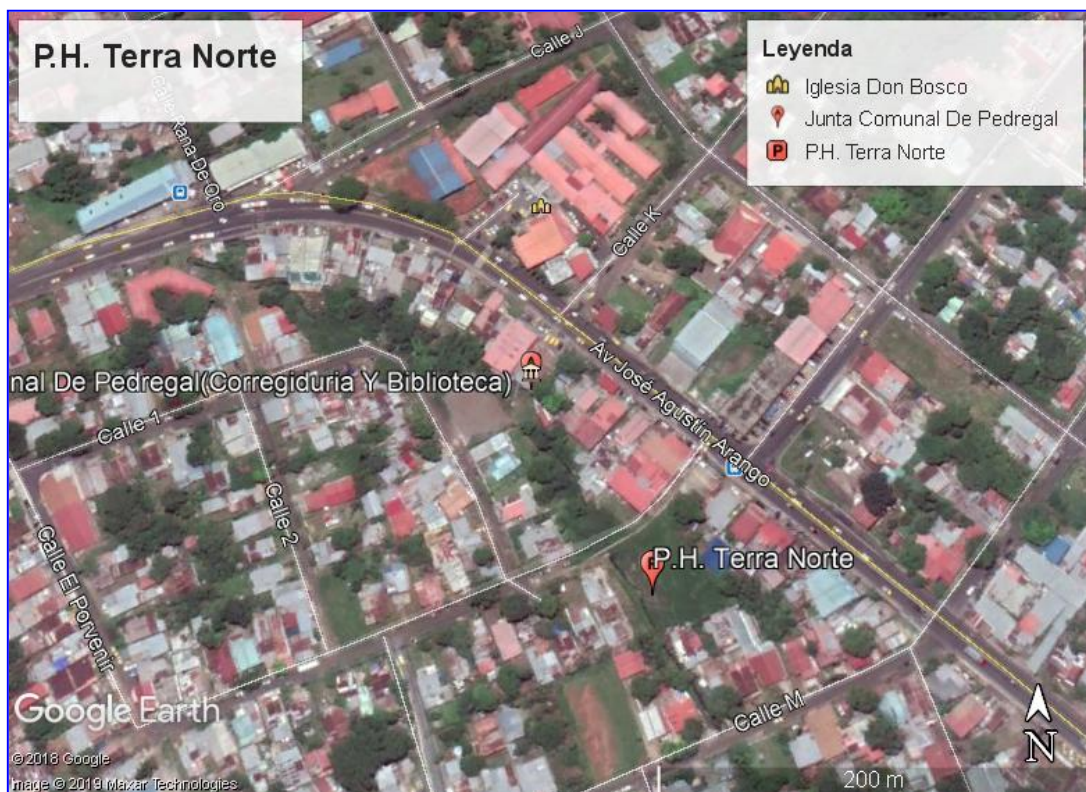 P.H. Terra Norte
Leyenda
Iglesia Don Bosco
Junta Comunal De Pedregal
P.H. Terra Norte
Calle J
Calle Rana De Oro
Calle K
Av José Agustín Arango
nal De Pedregal(Corregiduria Y Biblioteca)
Calle 1
Calle 2
P.H. Terra Norte
Calle El Porvenir
Calle M
Google Earth
N
© 2018 Google
Image © 2019 Maxar Technologies
200 m